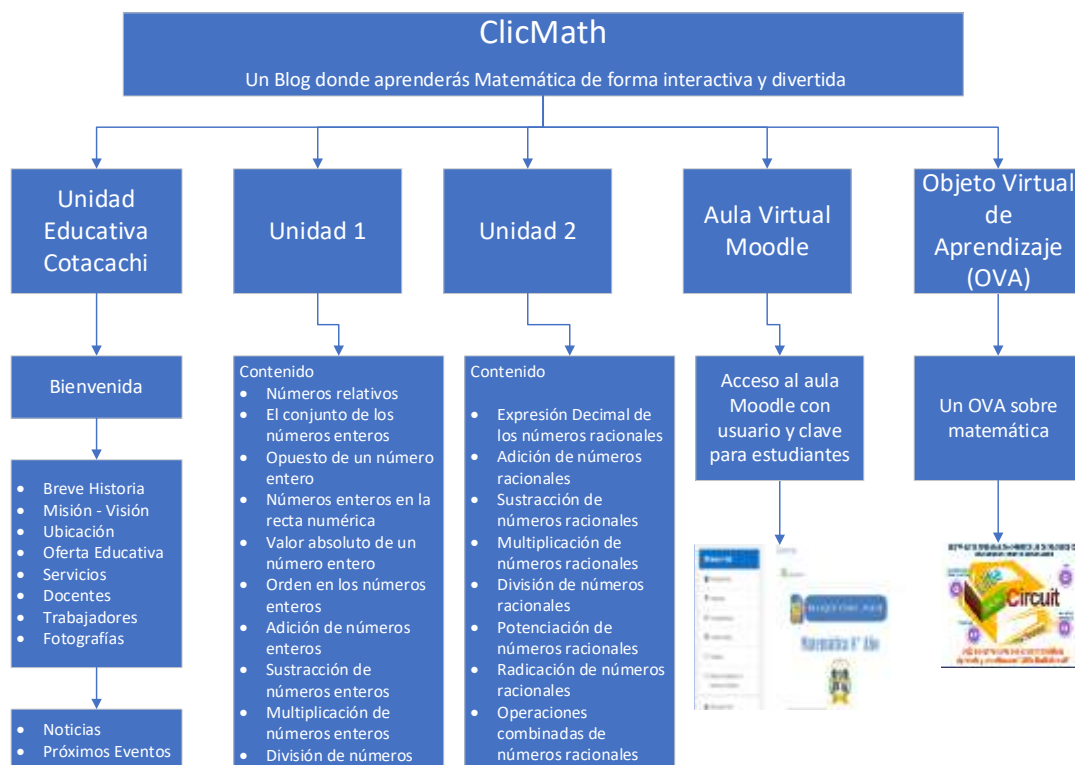 ClicMath
Un Blog donde aprenderás Matemática de forma interactiva y divertida
Unidad
Educativa
Cotacachi
Unidad 1
Unidad 2
Aula Virtual
Moodle
Objeto Virtual
de
Aprendizaje
(OVA)
Bienvenida
• Breve Historia
• Misión - Visión
• Ubicación
• Oferta Educativa
• Servicios
• Docentes
• Trabajadores
• Fotografías
• Noticias
• Próximos Eventos
Contenido
• Números relativos
• El conjunto de los
números enteros
• Opuesto de un número
entero
• Números enteros en la
recta numérica
• Valor absoluto de un
número entero
• Orden en los números
enteros
• Adición de números
enteros
• Sustracción de
números enteros
• Multiplicación de
números enteros
• División de números
Contenido
• Expresión Decimal de
los números racionales
• Adición de números
racionales
• Sustracción de
números racionales
• Multiplicación de
números racionales
• División de números
racionales
• Potenciación de
números racionales
• Radicación de números
racionales
• Operaciones
combinadas de
números racionales
Acceso al aula
Moodle con
usuario y clave
para estudiantes
Matemática
Un OVA sobre
matemática
Circuit